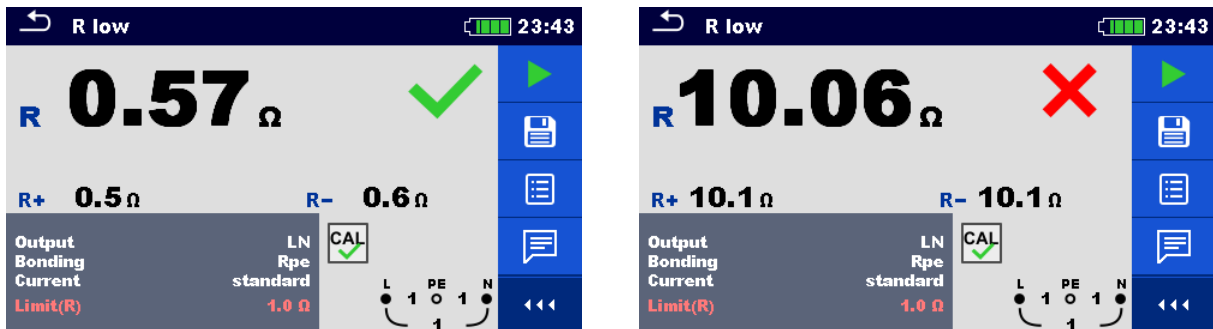 R low 23:43
R 0.57 Ω
R+ 0.5 Ω R- 0.6 Ω
Output LN
Bonding Rpe
Current standard
Limit(R) 1.0 Ω
CAL
L PE N
1 1
1
R low 23:43
R 10.06 Ω
R+ 10.1 Ω R- 10.1 Ω
Output LN
Bonding Rpe
Current standard
Limit(R) 1.0 Ω
CAL
L PE N
1 1
1